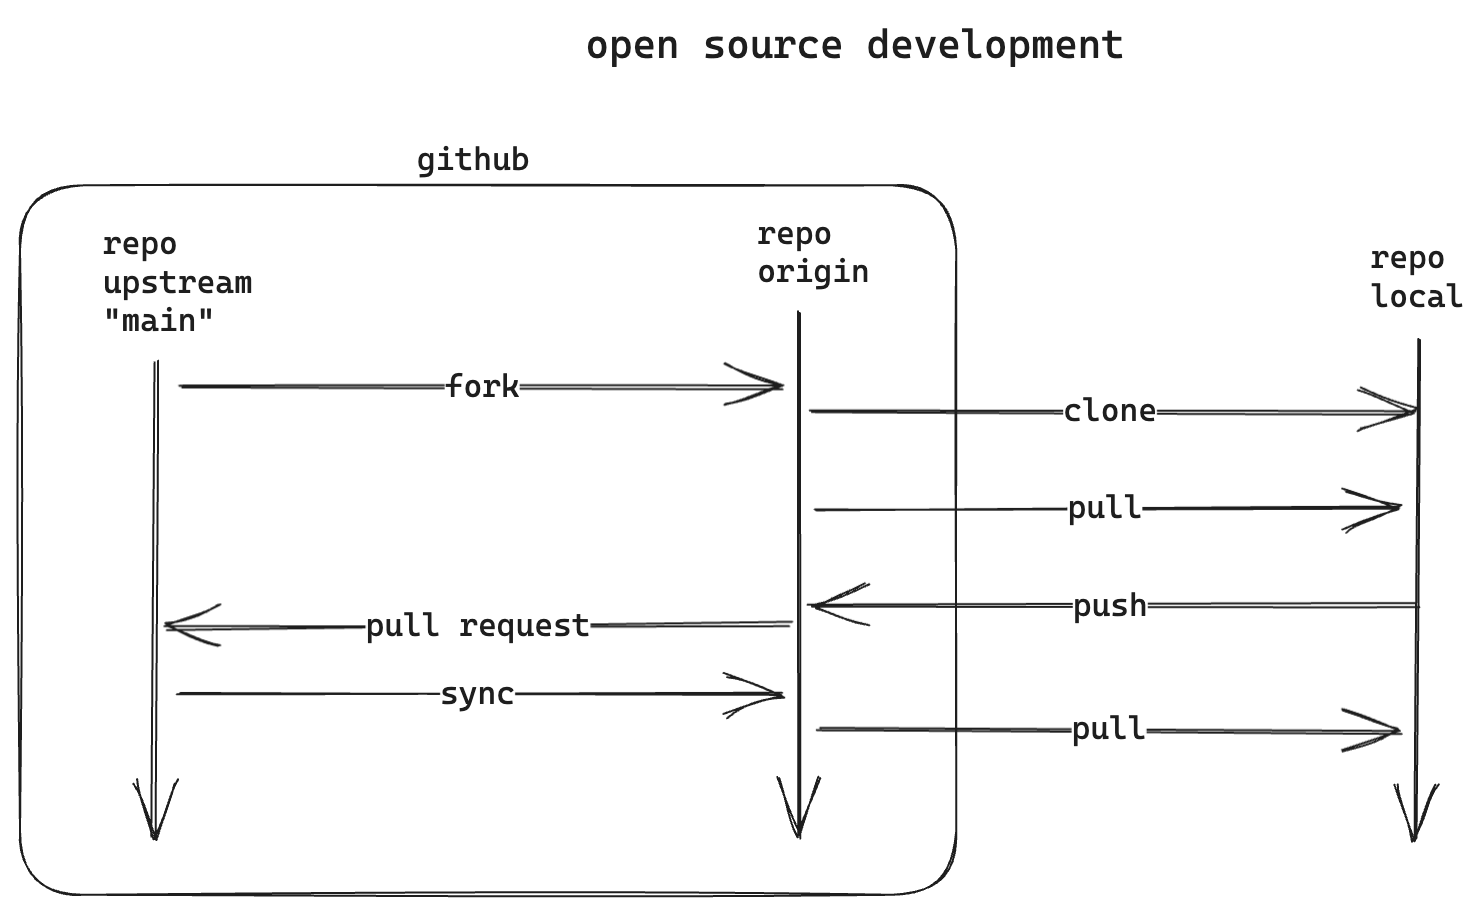 open source development
github
repo
upstream
"main"
repo
origin
repo
local
fork
clone
pull
push
pull request
sync
pull